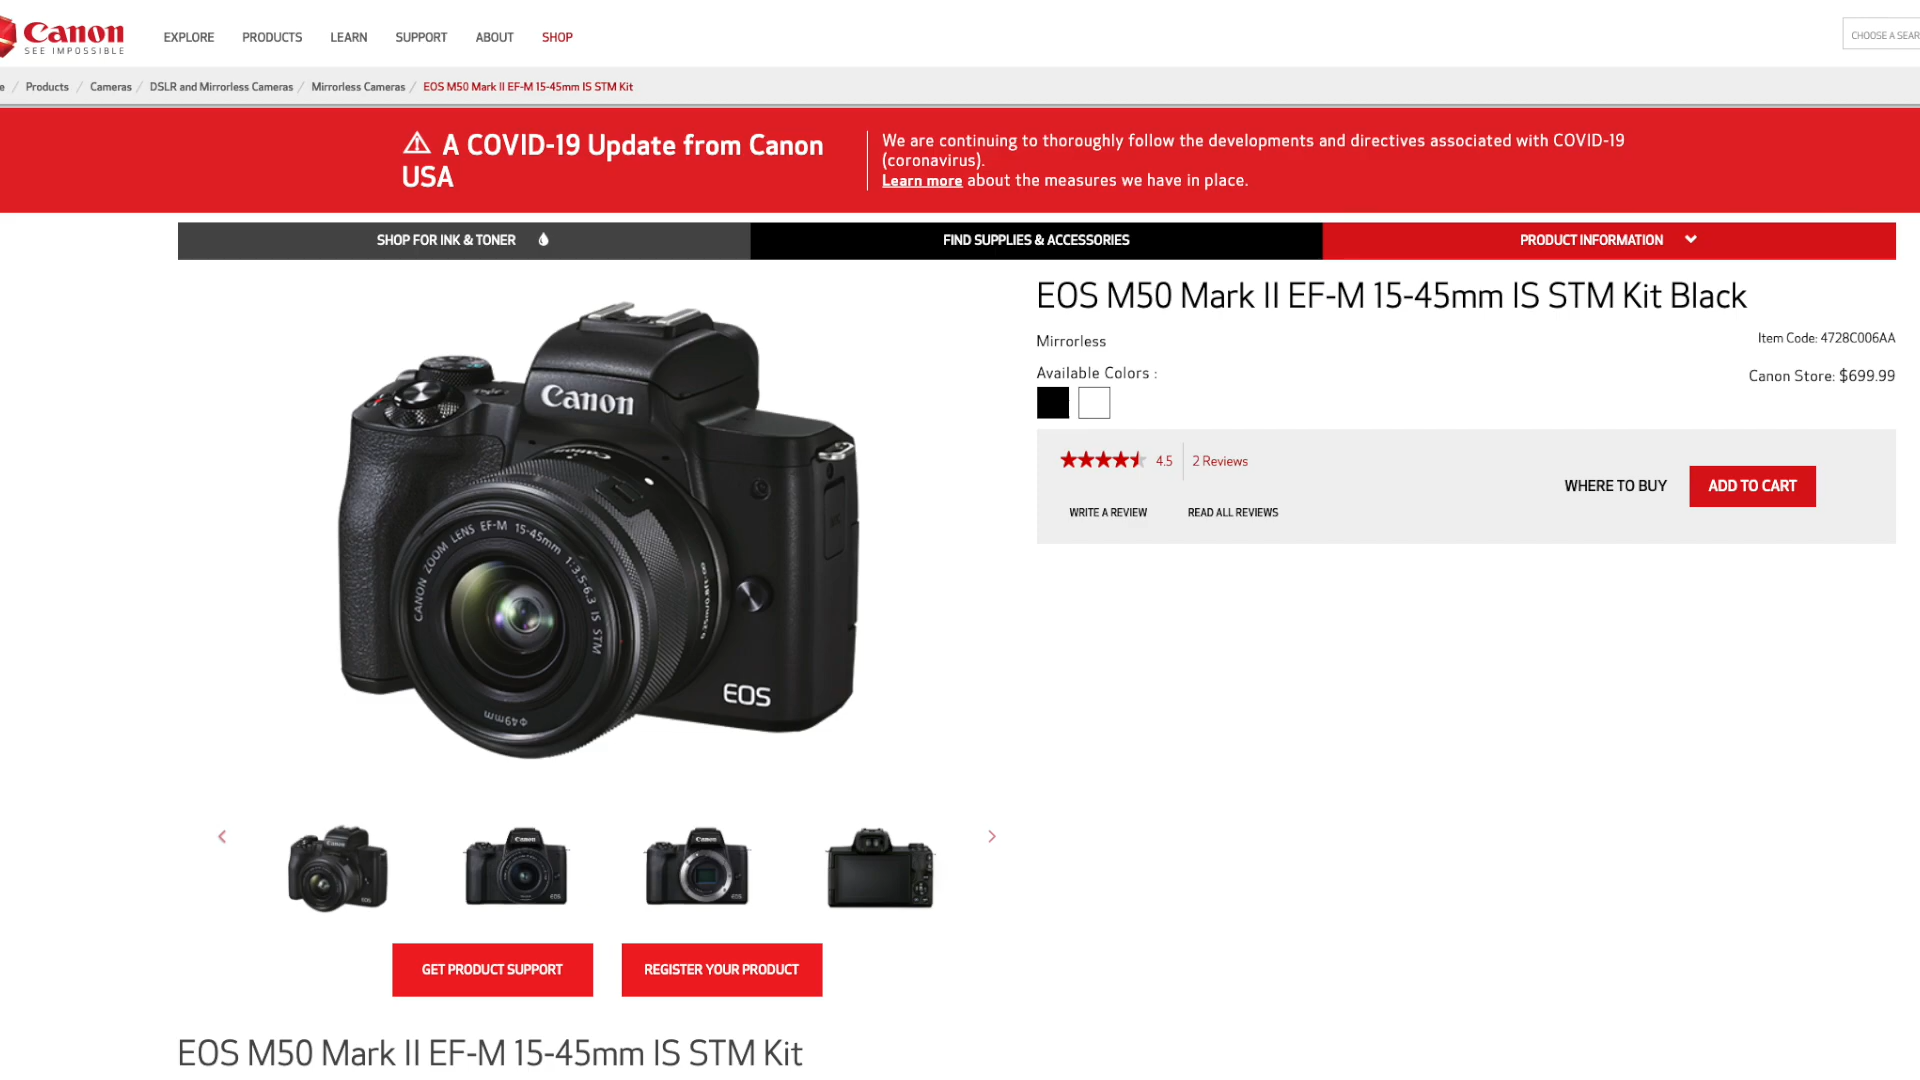 Canon
SEE IMPOSSIBLE
EXPLORE PRODUCTS LEARN SUPPORT ABOUT SHOP
CHOOSE A SEAR
e / Products / Cameras / DSLR and Mirrorless Cameras / Mirrorless Cameras / EOS M50 Mark II EF-M 15-45mm IS STM Kit
A COVID-19 Update from Canon
USA
We are continuing to thoroughly follow the developments and directives associated with COVID-19
(coronavirus).
Learn more about the measures we have in place.
SHOP FOR INK & TONER
FIND SUPPLIES & ACCESSORIES
PRODUCT INFORMATION
EOS M50 Mark II EF-M 15-45mm IS STM Kit Black
Mirrorless
Item Code: 4728C006AA
Available Colors :
Canon Store: $699.99
4.5
2 Reviews
WRITE A REVIEW
READ ALL REVIEWS
WHERE TO BUY
ADD TO CART
Canon
Canon
CANON ZOOM LENS EF-M 15-45mm 1:3.5-6.3 IS STM
0.25m/0.82ft-∞
Φ49mm
EOS
GET PRODUCT SUPPORT
REGISTER YOUR PRODUCT
EOS M50 Mark II EF-M 15-45mm IS STM Kit